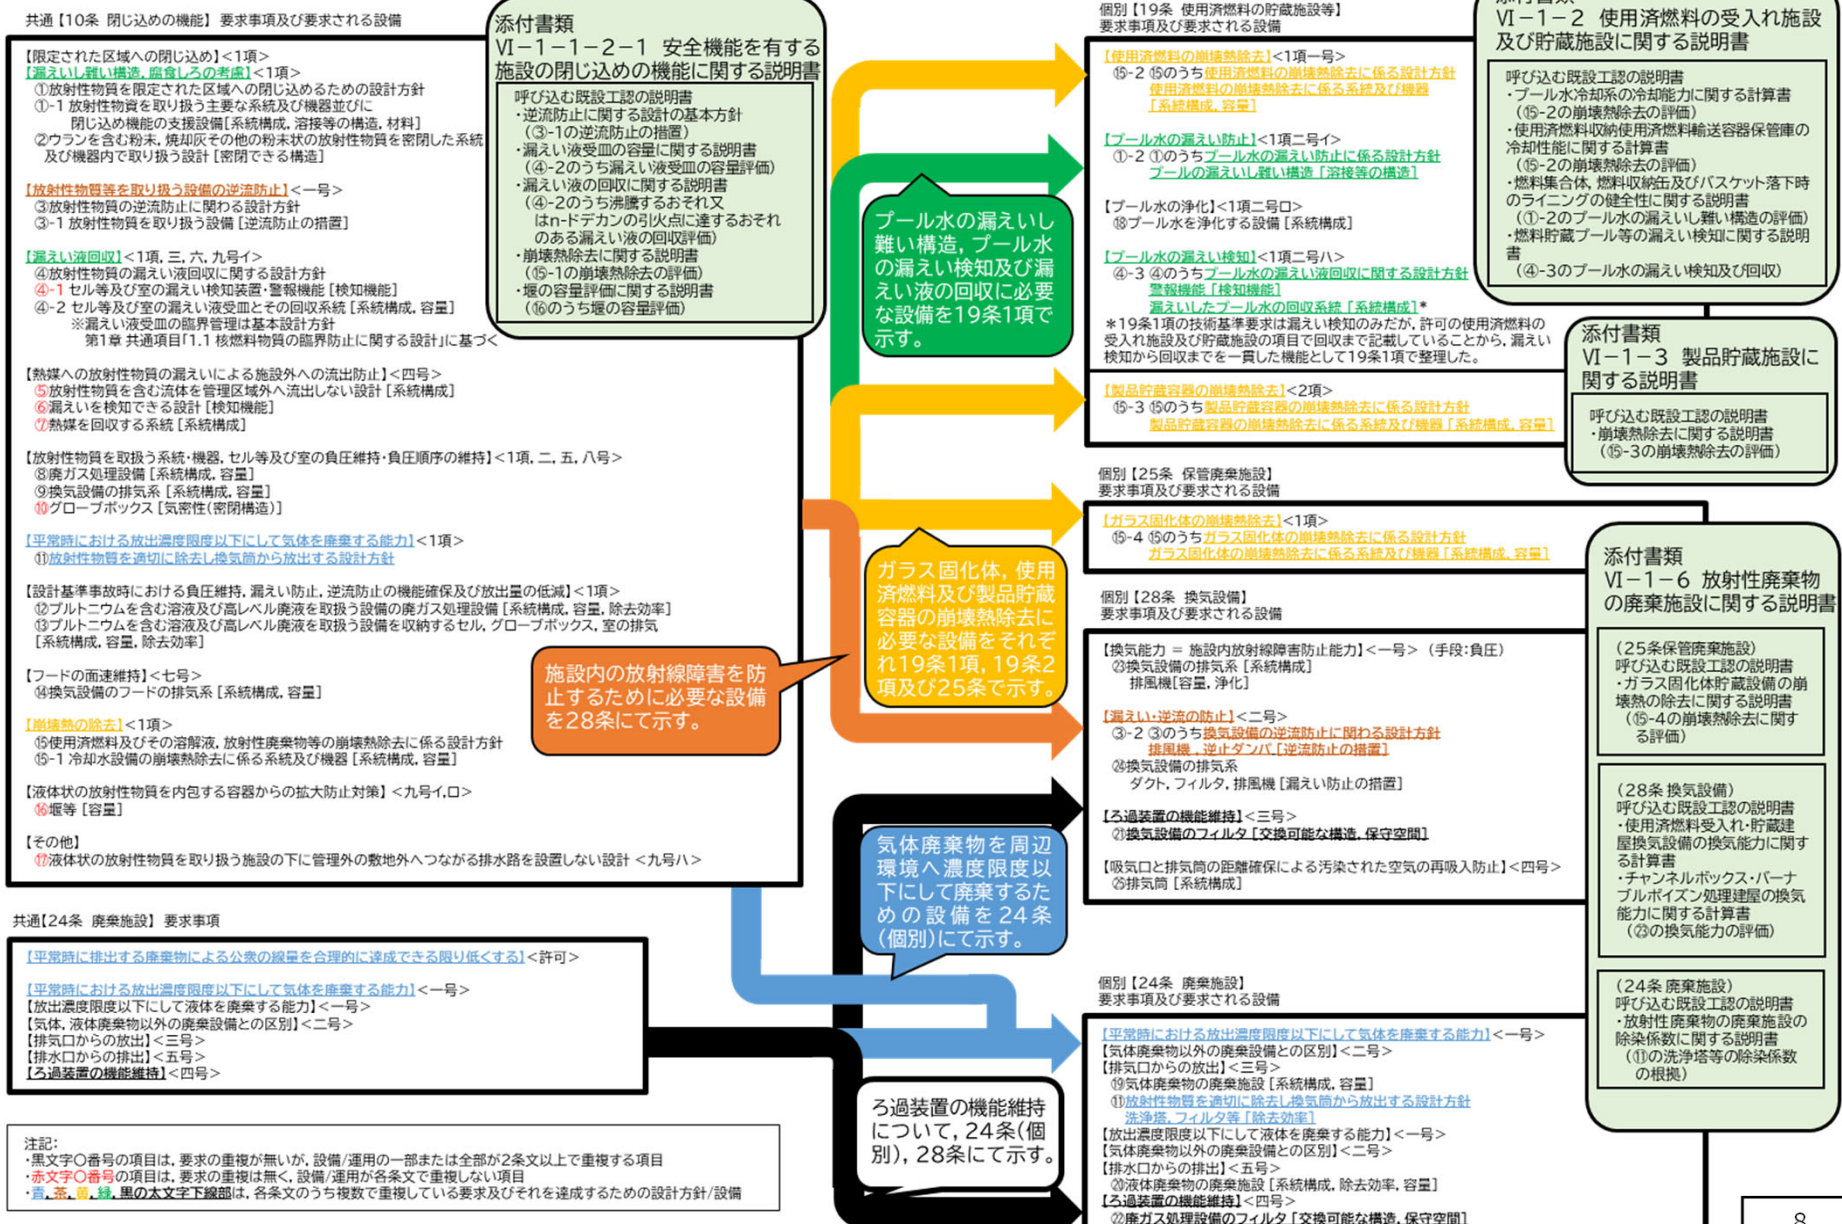 共通【10条 閉じ込めの機能】 要求事項及び要求される設備
【限定された区域への閉じ込め】<1項>
【漏えいし難い構造，腐食しろの考慮】<1項>
①放射性物質を限定された区域への閉じ込めるための設計方針
①-1 放射性物資を取り扱う主要な系統及び機器並びに
閉じ込め機能の支援設備[系統構成，溶接等の構造，材料]
②ウランを含む粉末，焼却灰その他の粉末状の放射性物質を密閉した系統
及び機器内で取り扱う設計 [密閉できる構造]
【放射性物質等を取り扱う設備の逆流防止】<一号>
③放射性物質の逆流防止に関わる設計方針
③-1 放射性物質を取り扱う設備 [逆流防止の措置]
【漏えい液回収】<1項，三，六，九号イ>
④放射性物質の漏えい液回収に関する設計方針
④-1 セル等及び室の漏えい検知装置・警報機能 [検知機能]
④-2 セル等及び室の漏えい液受皿とその回収系統 [系統構成，容量]
※漏えい液受皿の臨界管理は基本設計方針
第1章 共通項目「1.1 核燃料物質の臨界防止に関する設計」に基づく
【熱媒への放射性物質の漏えいによる施設外への流出防止】<四号>
⑤放射性物質を含む流体を管理区域外へ流出しない設計 [系統構成]
⑥漏えいを検知できる設計 [検知機能]
⑦熱媒を回収する系統 [系統構成]
【放射性物質を取扱う系統・機器，セル等及び室の負圧維持・負圧順序の維持】<1項，二，五，八号>
⑧廃ガス処理設備 [系統構成，容量]
⑨換気設備の排気系 [系統構成，容量]
⑩グローブボックス [気密性(密閉構造)]
【平常時における放出濃度限度以下にして気体を廃棄する能力】<1項>
⑪放射性物質を適切に除去し換気筒から放出する設計方針
【設計基準事故時における負圧維持，漏えい防止，逆流防止の機能確保及び放出量の低減】<1項>
⑫プルトニウムを含む溶液及び高レベル廃液を取扱う設備の廃ガス処理設備 [系統構成，容量，除去効率]
⑬プルトニウムを含む溶液及び高レベル廃液を取扱う設備を収納するセル，グローブボックス，室の排気
[系統構成，容量，除去効率]
【フードの面速維持】<七号>
⑭換気設備のフードの排気系 [系統構成，容量]
【崩壊熱の除去】<1項>
⑮使用済燃料及びその溶解液，放射性廃棄物等の崩壊熱除去に係る設計方針
⑮-1 冷却水設備の崩壊熱除去に係る系統及び機器 [系統構成，容量]
【液体状の放射性物質を内包する容器からの拡大防止対策】<九号イ,ロ>
⑯堰等 [容量]
【その他】
⑰液体状の放射性物質を取り扱う施設の下に管理外の敷地外へつながる排水路を設置しない設計 <九号ハ>
添付書類
Ⅵ－1－1－2－1 安全機能を有する
施設の閉じ込めの機能に関する説明書
呼び込む既設工認の説明書
・逆流防止に関する設計の基本方針
(③-1の逆流防止の措置)
・漏えい液受皿の容量に関する説明書
(④-2のうち漏えい液受皿の容量評価)
・漏えい液の回収に関する説明書
(④-2のうち沸騰するおそれ又
はn-ドデカンの引火点に達するおそれ
のある漏えい液の回収評価)
・崩壊熱除去に関する説明書
(⑮-1の崩壊熱除去の評価)
・堰の容量評価に関する説明書
(⑯のうち堰の容量評価)
共通【24条 廃棄施設】 要求事項
【平常時に排出する廃棄物による公衆の線量を合理的に達成できる限り低くする】<許可>
【平常時における放出濃度限度以下にして気体を廃棄する能力】<一号>
【放出濃度限度以下にして液体を廃棄する能力】<一号>
【気体，液体廃棄物以外の廃棄設備との区別】<二号>
【排気口からの放出】<三号>
【排水口からの排出】<五号>
【ろ過装置の機能維持】<四号>
注記：
・黒文字〇番号の項目は，要求の重複が無いが，設備/運用の一部または全部が2条文以上で重複する項目
・赤文字〇番号の項目は，要求の重複は無く，設備/運用が各条文で重複しない項目
・青，茶，黄，緑，黒の太文字下線部は，各条文のうち複数で重複している要求及びそれを達成するための設計方針/設備
プール水の漏えいし
難い構造，プール水
の漏えい検知及び漏
えい液の回収に必要
な設備を19条1項で
示す。
ガラス固化体，使用
済燃料及び製品貯蔵
容器の崩壊熱除去に
必要な設備をそれぞ
れ19条1項，19条2
項及び25条で示す。
施設内の放射線障害を防
止するために必要な設備
を28条にて示す。
気体廃棄物を周辺
環境へ濃度限度以
下にして廃棄するた
めの設備を24条
(個別)にて示す。
ろ過装置の機能維持
について，24条(個
別)，28条にて示す。
個別【19条 使用済燃料の貯蔵施設等】
要求事項及び要求される設備
【使用済燃料の崩壊熱除去】<1項一号>
⑮-2 ⑮のうち使用済燃料の崩壊熱除去に係る設計方針
使用済燃料の崩壊熱除去に係る系統及び機器
[系統構成，容量]
【プール水の漏えい防止】<1項二号イ>
①-2 ①のうちプール水の漏えい防止に係る設計方針
プールの漏えいし難い構造 [溶接等の構造]
【プール水の浄化】<1項二号ロ>
⑱プール水を浄化する設備 [系統構成]
【プール水の漏えい検知】<1項二号ハ>
④-3 ④のうちプール水の漏えい液回収に関する設計方針
警報機能 [検知機能]
漏えいしたプール水の回収系統 [系統構成]*
＊19条1項の技術基準要求は漏えい検知のみだが，許可の使用済燃料の
受入れ施設及び貯蔵施設の項目で回収まで記載していることから，漏えい
検知から回収までを一貫した機能として19条1項で整理した。
【製品貯蔵容器の崩壊熱除去】<2項>
⑮-3 ⑮のうち製品貯蔵容器の崩壊熱除去に係る設計方針
製品貯蔵容器の崩壊熱除去に係る系統及び機器 [系統構成，容量]
個別【25条 保管廃棄施設】
要求事項及び要求される設備
【ガラス固化体の崩壊熱除去】<1項>
⑮-4 ⑮のうちガラス固化体の崩壊熱除去に係る設計方針
ガラス固化体の崩壊熱除去に係る系統及び機器 [系統構成，容量]
個別【28条 換気設備】
要求事項及び要求される設備
【換気能力 ＝ 施設内放射線障害防止能力】<一号> (手段：負圧)
㉓換気設備の排気系 [系統構成]
排風機[容量，浄化]
【漏えい・逆流の防止】<二号>
③-2 ③のうち換気設備の逆流防止に関わる設計方針
排風機，逆止ダンパ [逆流防止の措置]
㉔換気設備の排気系
ダクト，フィルタ，排風機 [漏えい防止の措置]
【ろ過装置の機能維持】<三号>
㉑換気設備のフィルタ [交換可能な構造，保守空間]
【吸気口と排気筒の距離確保による汚染された空気の再吸入防止】<四号>
㉕排気筒 [系統構成]
個別【24条 廃棄施設】
要求事項及び要求される設備
【平常時における放出濃度限度以下にして気体を廃棄する能力】<一号>
【気体廃棄物以外の廃棄設備との区別】<二号>
【排気口からの放出】<三号>
⑲気体廃棄物の廃棄施設 [系統構成，容量]
⑪放射性物質を適切に除去し換気筒から放出する設計方針
洗浄塔，フィルタ等 [除去効率]
【放出濃度限度以下にして液体を廃棄する能力】<一号>
【気体廃棄物以外の廃棄設備との区別】<二号>
【排水口からの排出】<五号>
⑳液体廃棄物の廃棄施設 [系統構成，除去効率，容量]
【ろ過装置の機能維持】<四号>
㉒廃ガス処理設備のフィルタ [交換可能な構造，保守空間]
添付書類
Ⅵ－1－2 使用済燃料の受入れ施設
及び貯蔵施設に関する説明書
呼び込む既設工認の説明書
・プール水冷却系の冷却能力に関する計算書
(⑮-2の崩壊熱除去の評価)
・使用済燃料収納使用済燃料輸送容器保管庫の
冷却性能に関する計算書
(⑮-2の崩壊熱除去の評価)
・燃料集合体，燃料収納缶及びバスケット落下時
のライニングの健全性に関する説明書
(①-2のプール水の漏えいし難い構造の評価)
・燃料貯蔵プール等の漏えい検知に関する説明
書
(④-3のプール水の漏えい検知及び回収)
添付書類
Ⅵ－1－3 製品貯蔵施設に
関する説明書
呼び込む既設工認の説明書
・崩壊熱除去に関する説明書
(⑮-3の崩壊熱除去の評価)
添付書類
Ⅵ－1－6 放射性廃棄物
の廃棄施設に関する説明書
(25条保管廃棄施設)
呼び込む既設工認の説明書
・ガラス固化体貯蔵設備の崩
壊熱の除去に関する説明書
(⑮-4の崩壊熱除去に関す
る評価)
(28条 換気設備)
呼び込む既設工認の説明書
・使用済燃料受入れ・貯蔵建
屋換気設備の換気能力に関す
る計算書
・チャンネルボックス・バーナ
ブルポイズン処理建屋の換気
能力に関する計算書
(㉓の換気能力の評価)
(24条 廃棄施設)
呼び込む既設工認の説明書
・放射性廃棄物の廃棄施設の
除染係数に関する説明書
(⑪の洗浄塔等の除染係数
の根拠)
8